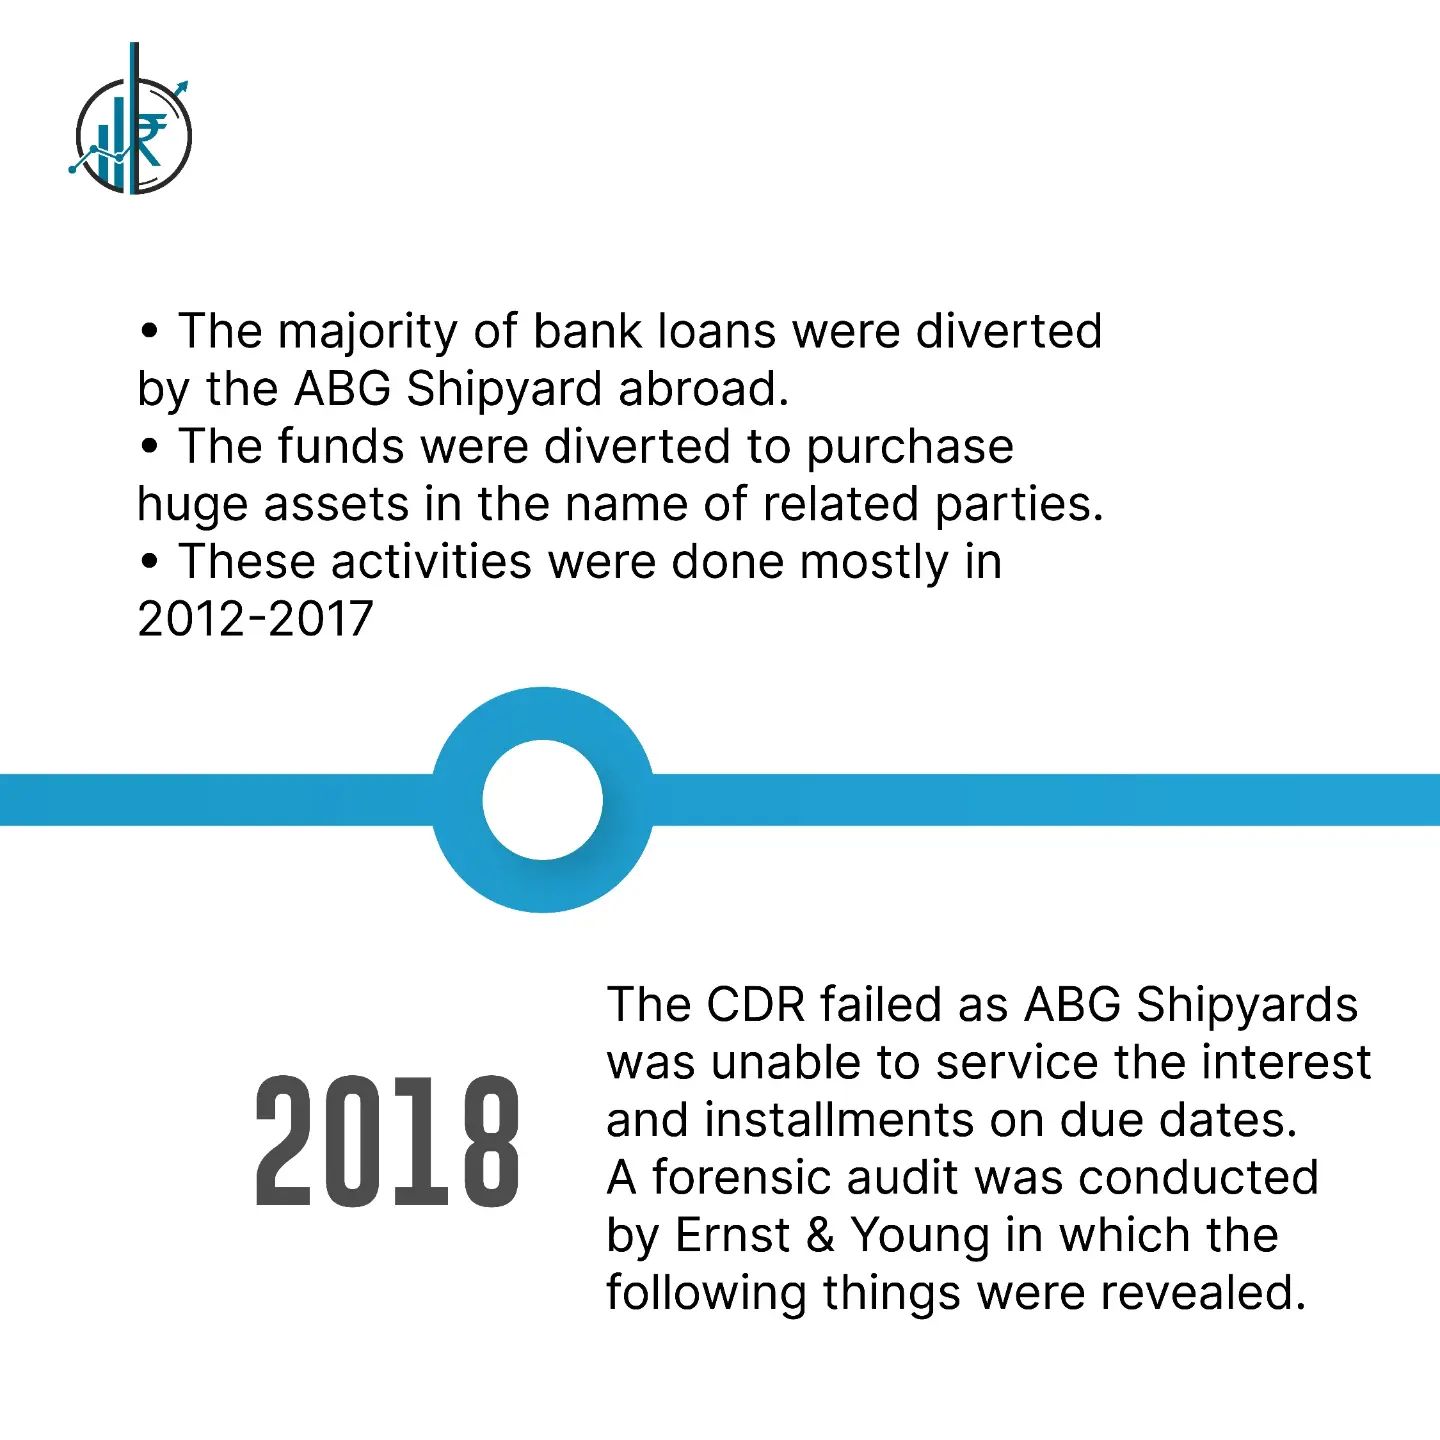 • The majority of bank loans were diverted
by the ABG Shipyard abroad.
• The funds were diverted to purchase
huge assets in the name of related parties.
• These activities were done mostly in
2012-2017
2018
The CDR failed as ABG Shipyards
was unable to service the interest
and installments on due dates.
A forensic audit was conducted
by Ernst & Young in which the
following things were revealed.